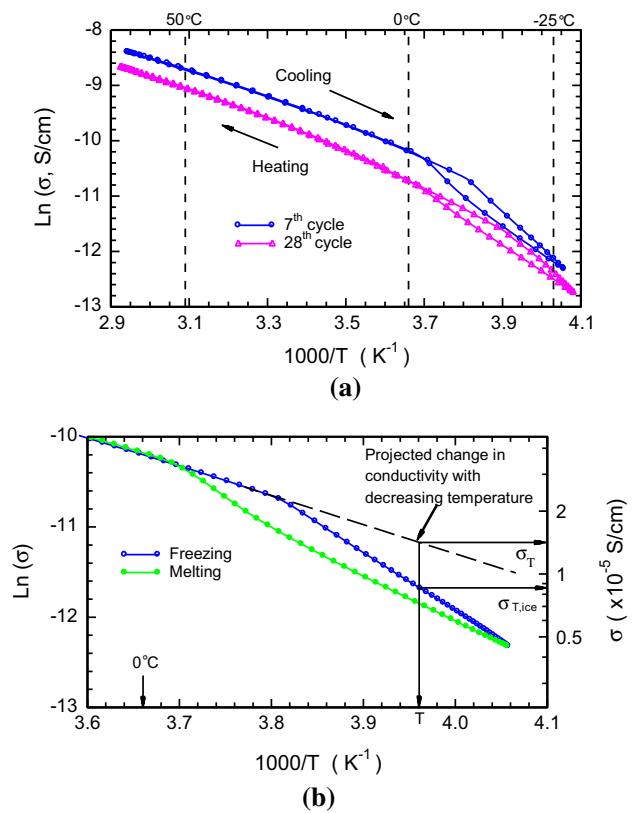 50°C 0°C -25°C
-8
-9
-10
-11
-12
-13
Ln (σ, S/cm)
Cooling
Heating
7th cycle
28th cycle
2.9 3.1 3.3 3.5 3.7 3.9 4.1
1000/T ( K-1 )
(a)
-10
-11
-12
-13
Ln (σ)
Projected change in
conductivity with
decreasing temperature
Freezing
Melting
σT
σT,ice
2
1
0.5
σ ( x10-5 S/cm)
0°C
T
3.6 3.7 3.8 3.9 4.0 4.1
1000/T ( K-1 )
(b)